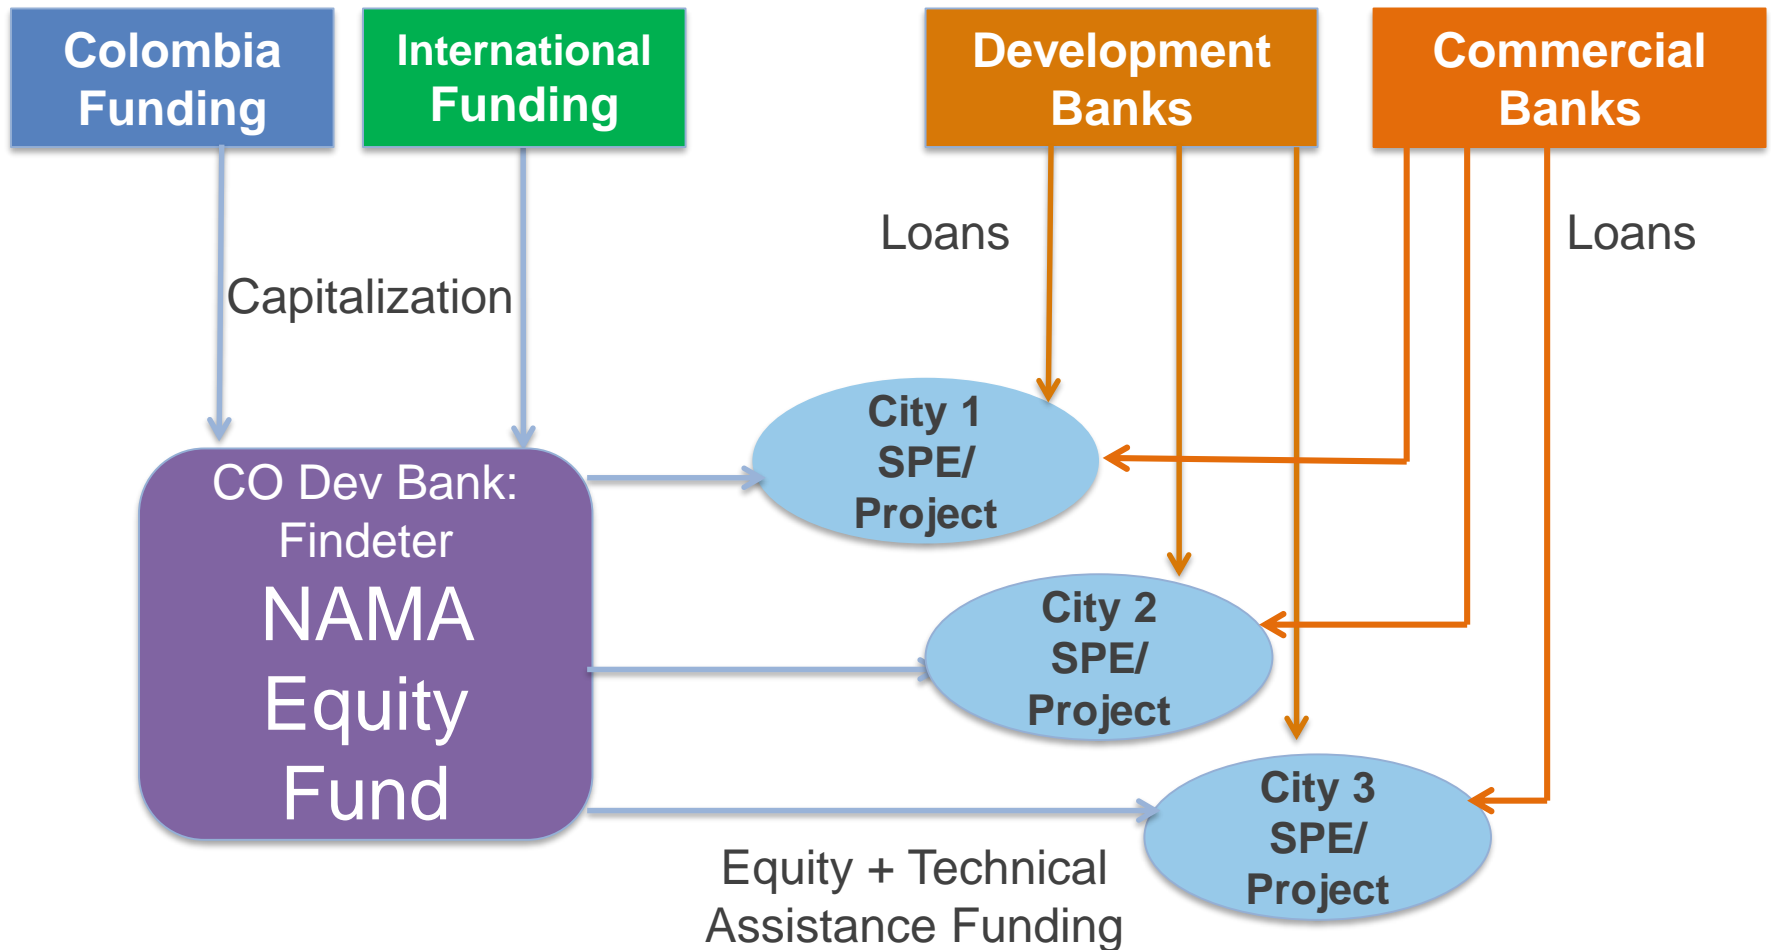 Colombia
Funding
International
Funding
Development
Banks
Commercial
Banks
Loans
Loans
Capitalization
City 1
SPE/
Project
CO Dev Bank:
Findeter
NAMA
Equity
Fund
City 2
SPE/
Project
City 3
SPE/
Project
Equity + Technical
Assistance Funding